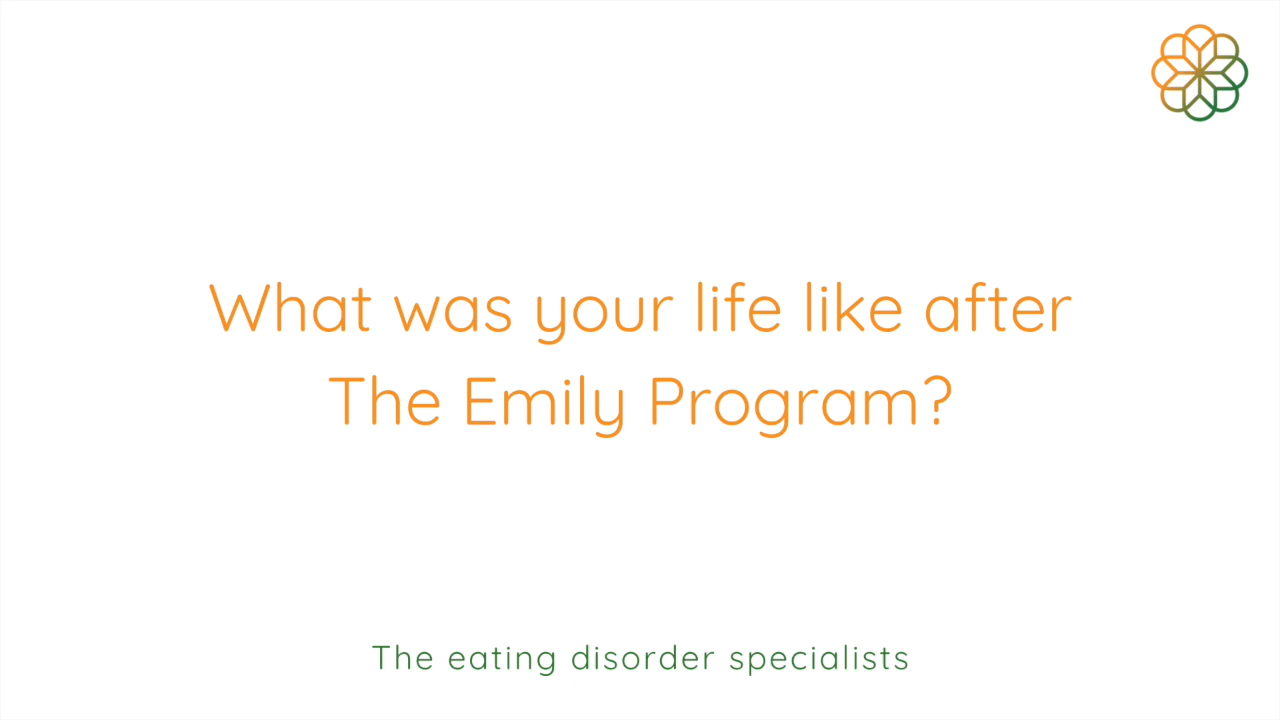 What was your life like after
The Emily Program?
The eating disorder specialists